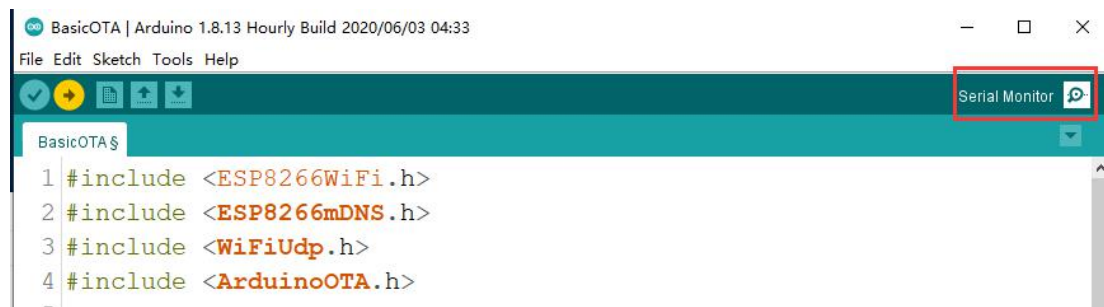 BasicOTA | Arduino 1.8.13 Hourly Build 2020/06/03 04:33
File Edit Sketch Tools Help
Serial Monitor
BasicOTA §
1 #include <ESP8266WiFi.h>
2 #include <ESP8266mDNS.h>
3 #include <WiFiUdp.h>
4 #include <ArduinoOTA.h>